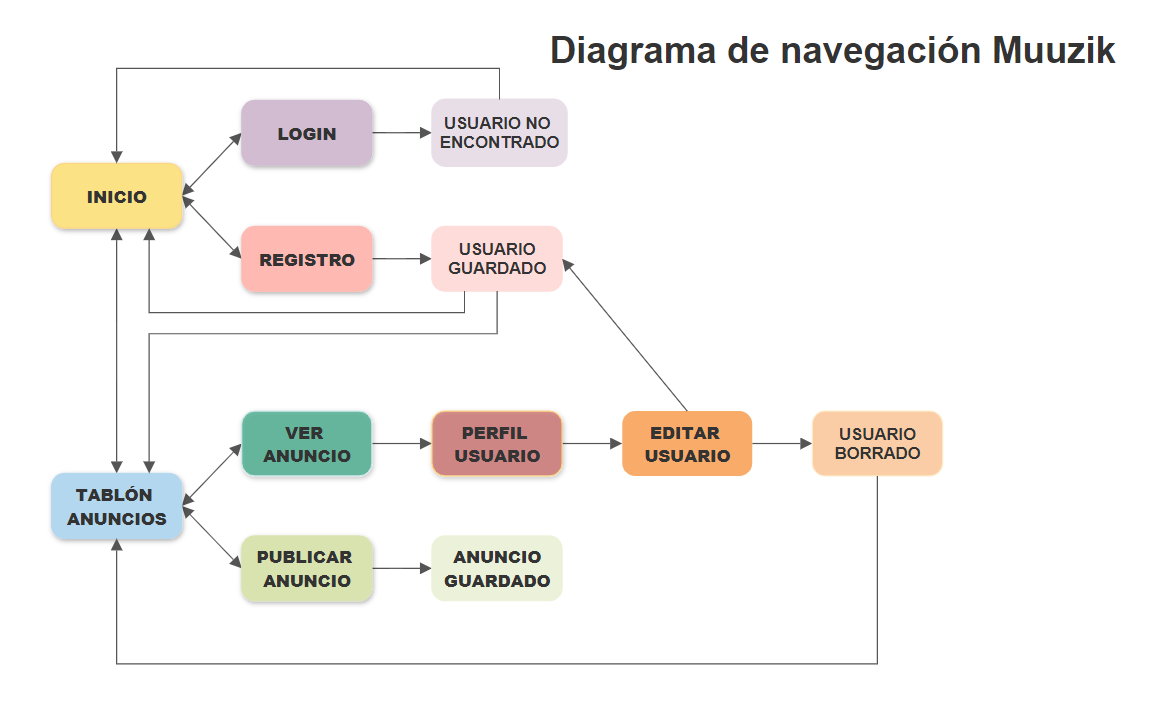 Diagrama de navegación Muuzik
LOGIN
USUARIO NO
ENCONTRADO
INICIO
REGISTRO
USUARIO
GUARDADO
VER
ANUNCIO
PERFIL
USUARIO
EDITAR
USUARIO
USUARIO
BORRADO
TABLÓN
ANUNCIOS
PUBLICAR
ANUNCIO
ANUNCIO
GUARDADO